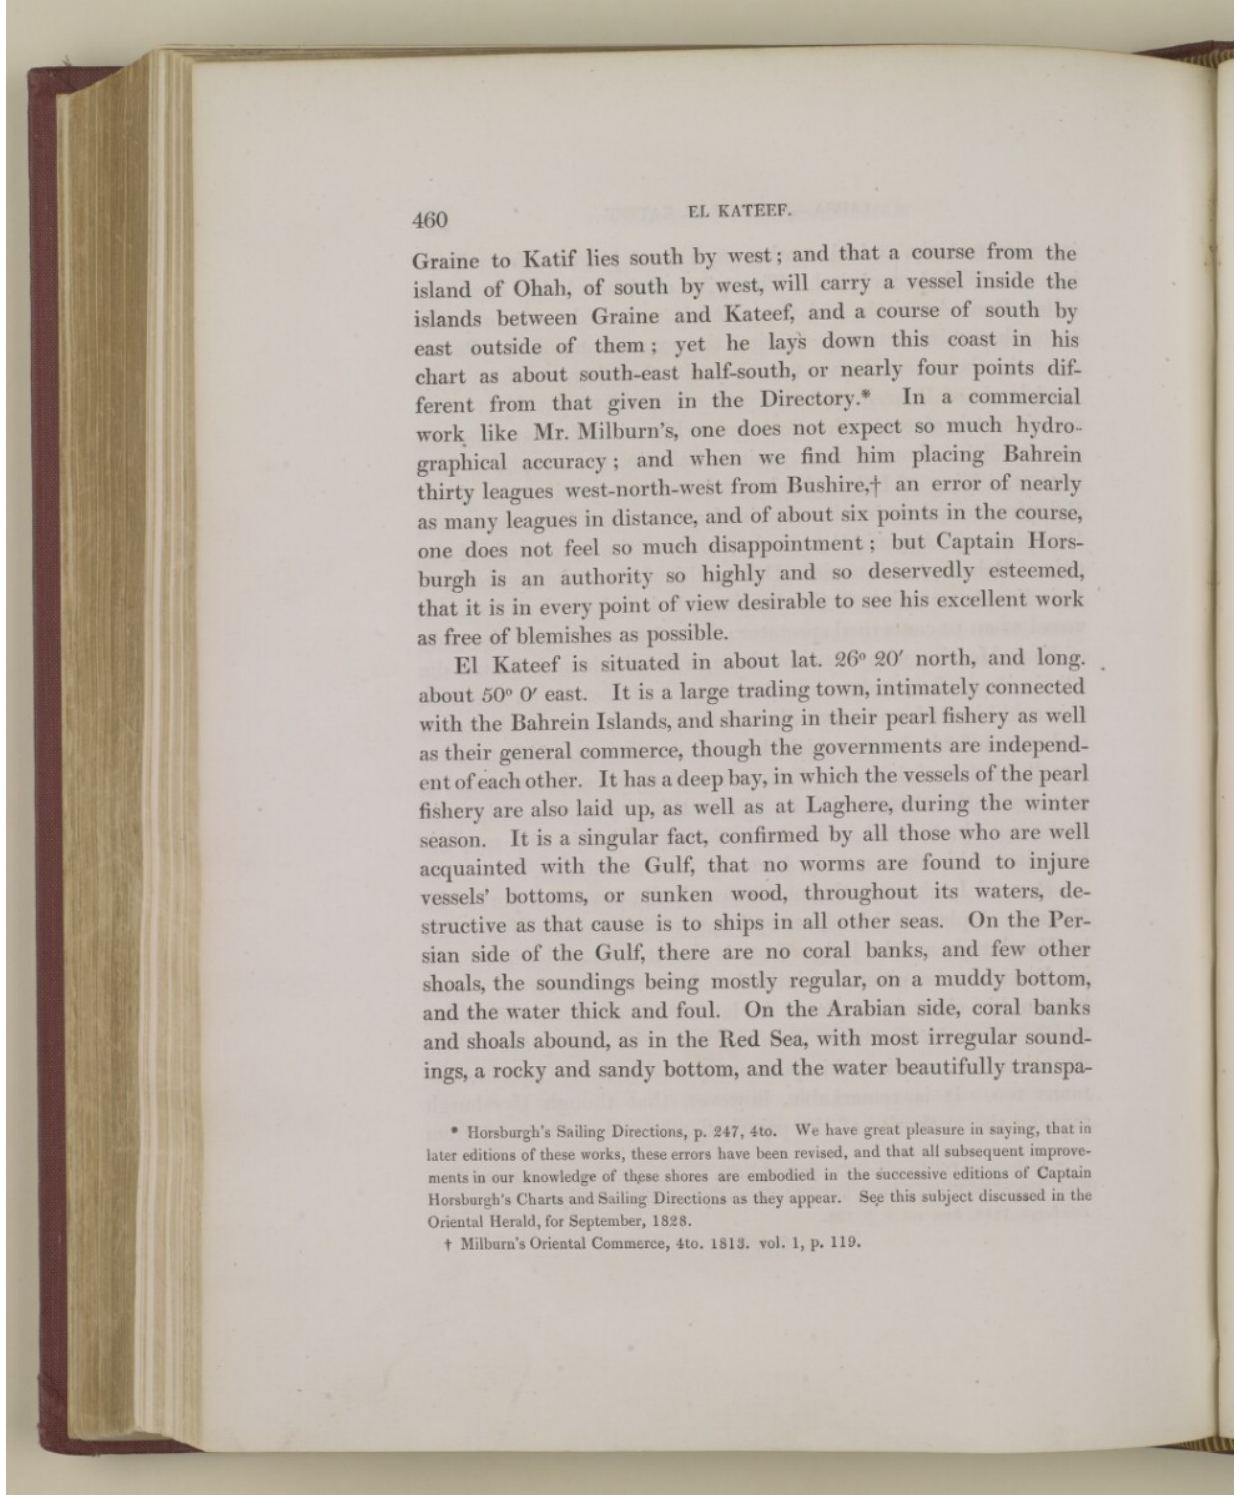 460
EL KATEEF.
Graine to Katif lies south by west; and that a course from the
island of Ohah, of south by west, will carry a vessel inside the
islands between Graine and Kateef, and a course of south by
east outside of them; yet he lays down this coast in his
chart as about south-east half-south, or nearly four points dif-
ferent from that given in the Directory.* In a commercial
work like Mr. Milburn's, one does not expect so much hydro-
graphical accuracy; and when we find him placing Bahrein
thirty leagues west-north-west from Bushire,† an error of nearly
as many leagues in distance, and of about six points in the course,
one does not feel so much disappointment; but Captain Hors-
burgh is an authority so highly and so deservedly esteemed,
that it is in every point of view desirable to see his excellent work
as free of blemishes as possible.
El Kateef is situated in about lat. 26° 20′ north, and long.
about 50° 0′ east. It is a large trading town, intimately connected
with the Bahrein Islands, and sharing in their pearl fishery as well
as their general commerce, though the governments are independ-
ent of each other. It has a deep bay, in which the vessels of the pearl
fishery are also laid up, as well as at Laghere, during the winter
season. It is a singular fact, confirmed by all those who are well
acquainted with the Gulf, that no worms are found to injure
vessels' bottoms, or sunken wood, throughout its waters, de-
structive as that cause is to ships in all other seas. On the Per-
sian side of the Gulf, there are no coral banks, and few other
shoals, the soundings being mostly regular, on a muddy bottom,
and the water thick and foul. On the Arabian side, coral banks
and shoals abound, as in the Red Sea, with most irregular sound-
ings, a rocky and sandy bottom, and the water beautifully transpa-
* Horsburgh's Sailing Directions, p. 247, 4to. We have great pleasure in saying, that in
later editions of these works, these errors have been revised, and that all subsequent improve-
ments in our knowledge of these shores are embodied in the successive editions of Captain
Horsburgh's Charts and Sailing Directions as they appear. See this subject discussed in the
Oriental Herald, for September, 1828.
† Milburn's Oriental Commerce, 4to. 1813. vol. 1, p. 119.